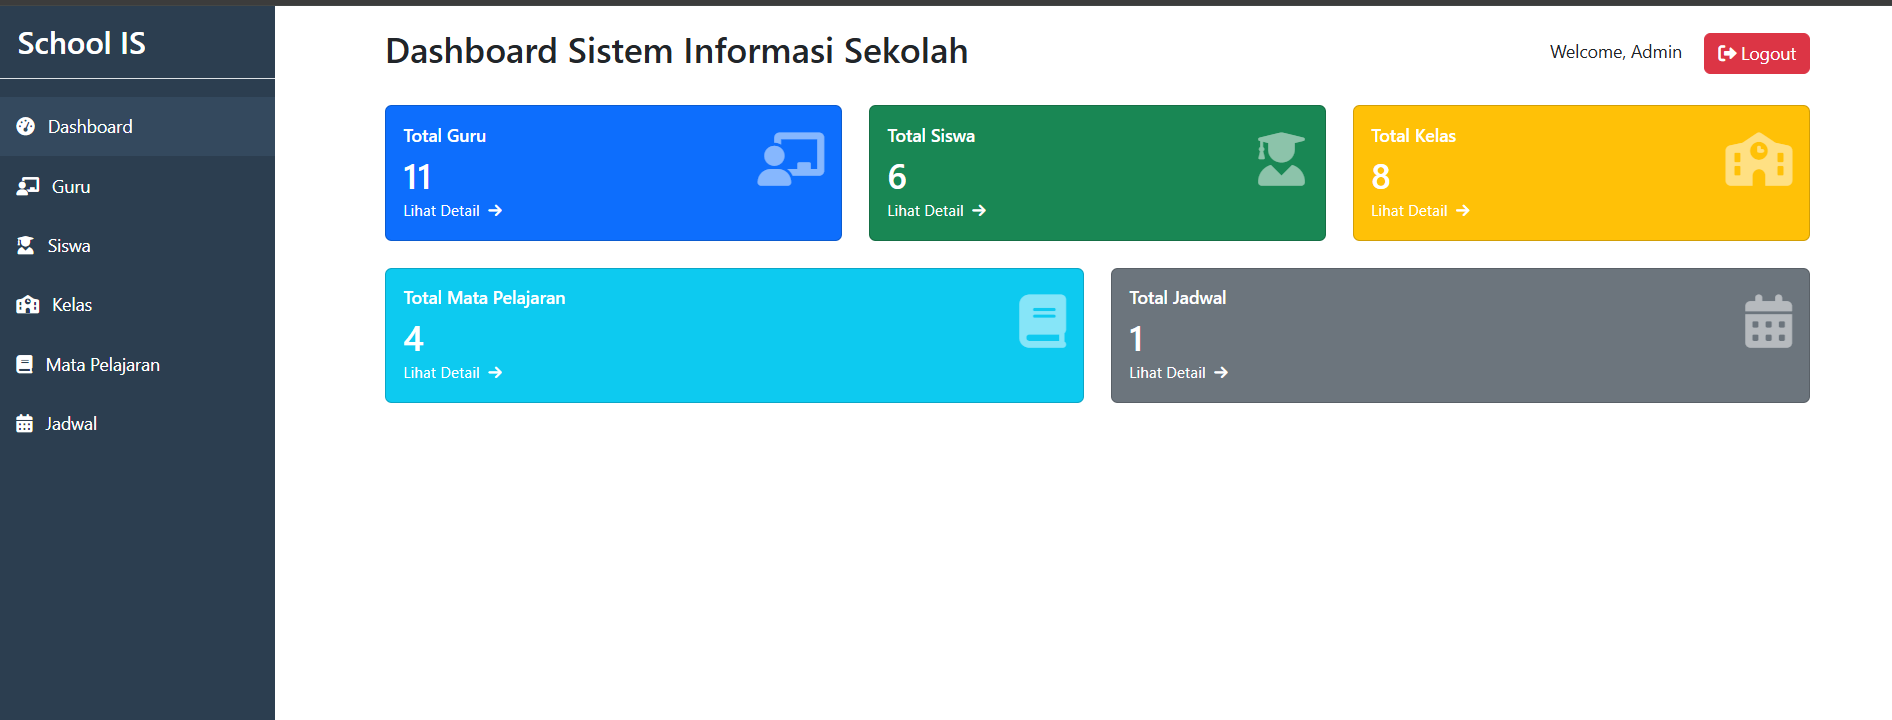 School IS
Dashboard
Guru
Siswa
Kelas
Mata Pelajaran
Jadwal
Dashboard Sistem Informasi Sekolah
Welcome, Admin
Logout
Total Guru
11
Lihat Detail
Total Siswa
6
Lihat Detail
Total Kelas
8
Lihat Detail
Total Mata Pelajaran
4
Lihat Detail
Total Jadwal
1
Lihat Detail